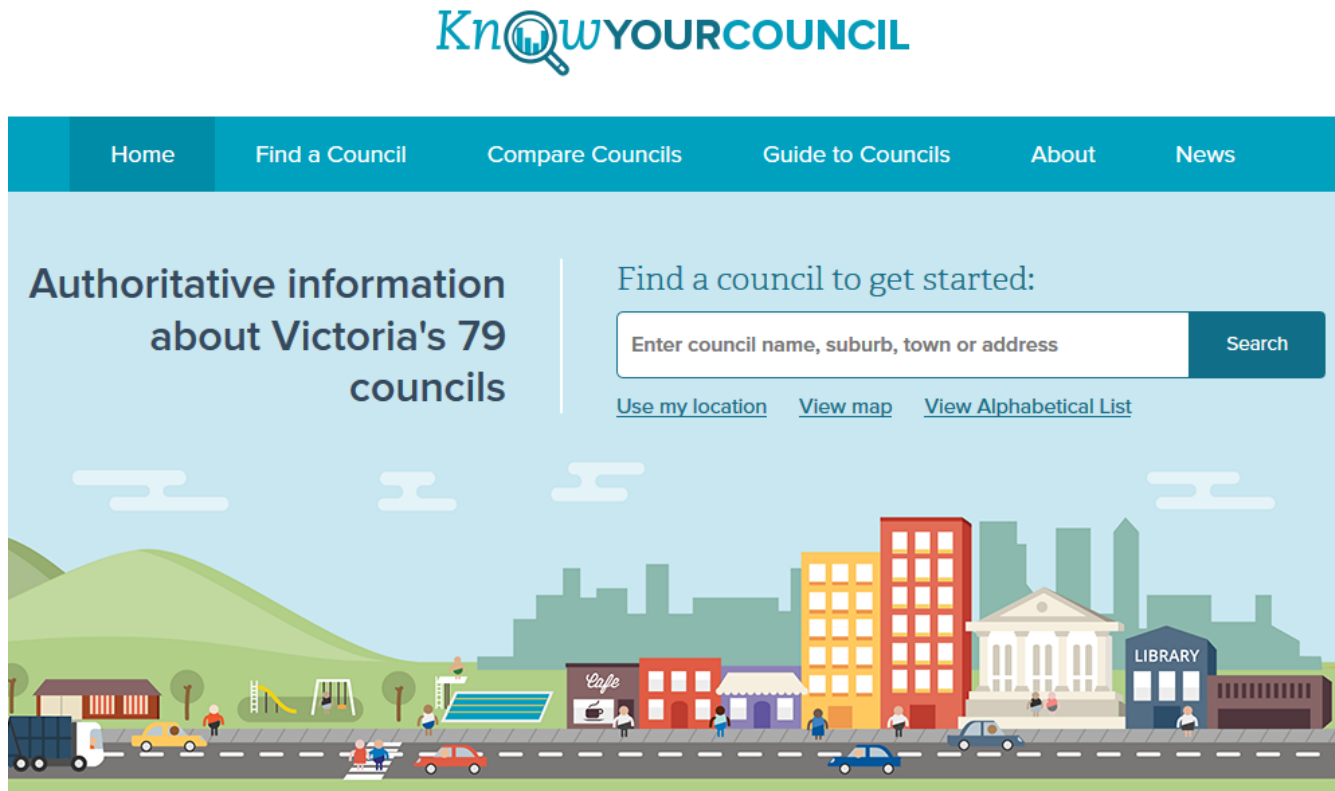 KnowYOURCOUNCIL
Home Find a Council Compare Councils Guide to Councils About News
Authoritative information
about Victoria's 79
councils
Find a council to get started:
Enter council name, suburb, town or address Search
Use my location View map View Alphabetical List
Cafe
LIBRARY